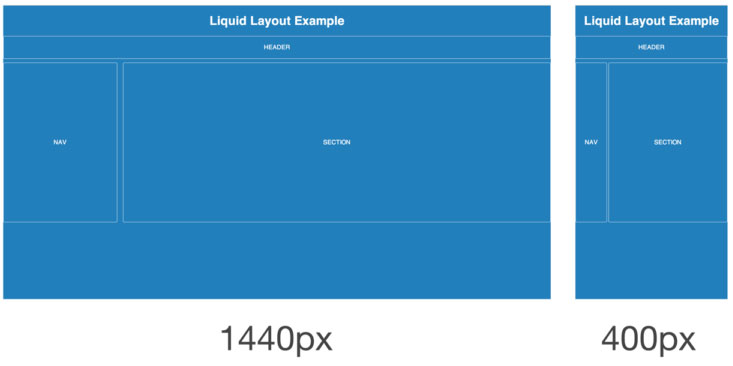 Liquid Layout Example
HEADER
NAV
SECTION
1440px
Liquid Layout Example
HEADER
NAV
SECTION
400px